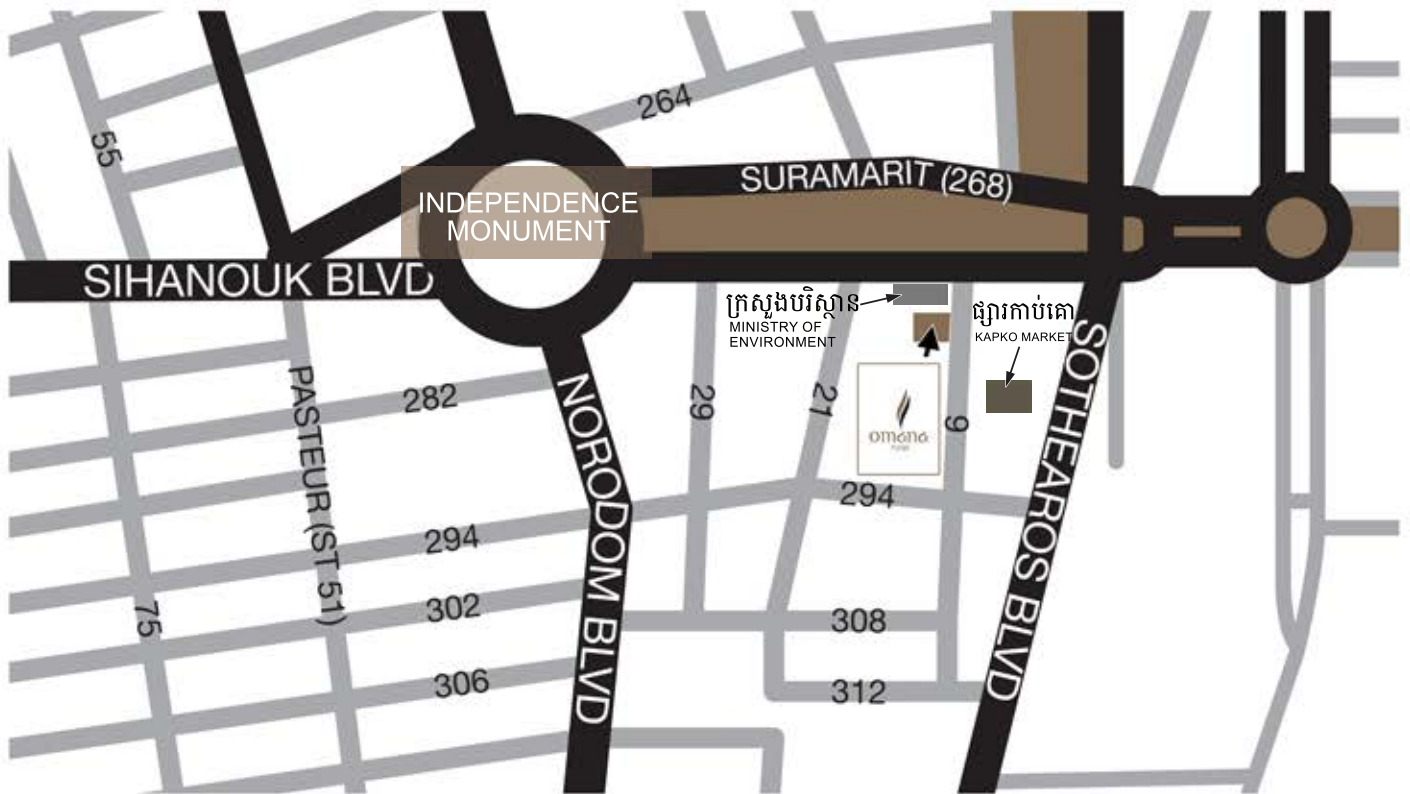 264
55
SURAMARIT (268)
INDEPENDENCE
MONUMENT
SIHANOUK BLVD
ក្រសួងបរិស្ថាន
MINISTRY OF
ENVIRONMENT
ផ្សារកាប់គោ
KAPKO MARKET
PASTEUR (ST 51)
282
NORODOM BLVD
29
21
omana
9
SOTHEAROS BLVD
294
294
75
302
308
306
312